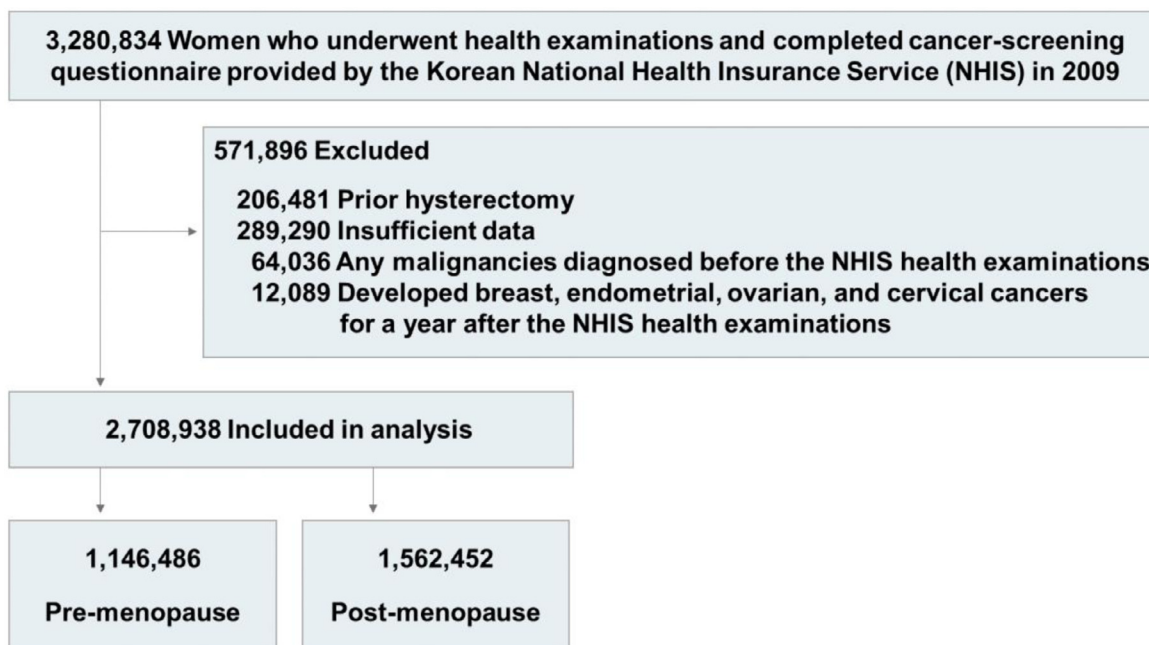 3,280,834 Women who underwent health examinations and completed cancer-screening
questionnaire provided by the Korean National Health Insurance Service (NHIS) in 2009
571,896 Excluded
206,481 Prior hysterectomy
289,290 Insufficient data
64,036 Any malignancies diagnosed before the NHIS health examinations
12,089 Developed breast, endometrial, ovarian, and cervical cancers
for a year after the NHIS health examinations
2,708,938 Included in analysis
1,146,486
Pre-menopause
1,562,452
Post-menopause